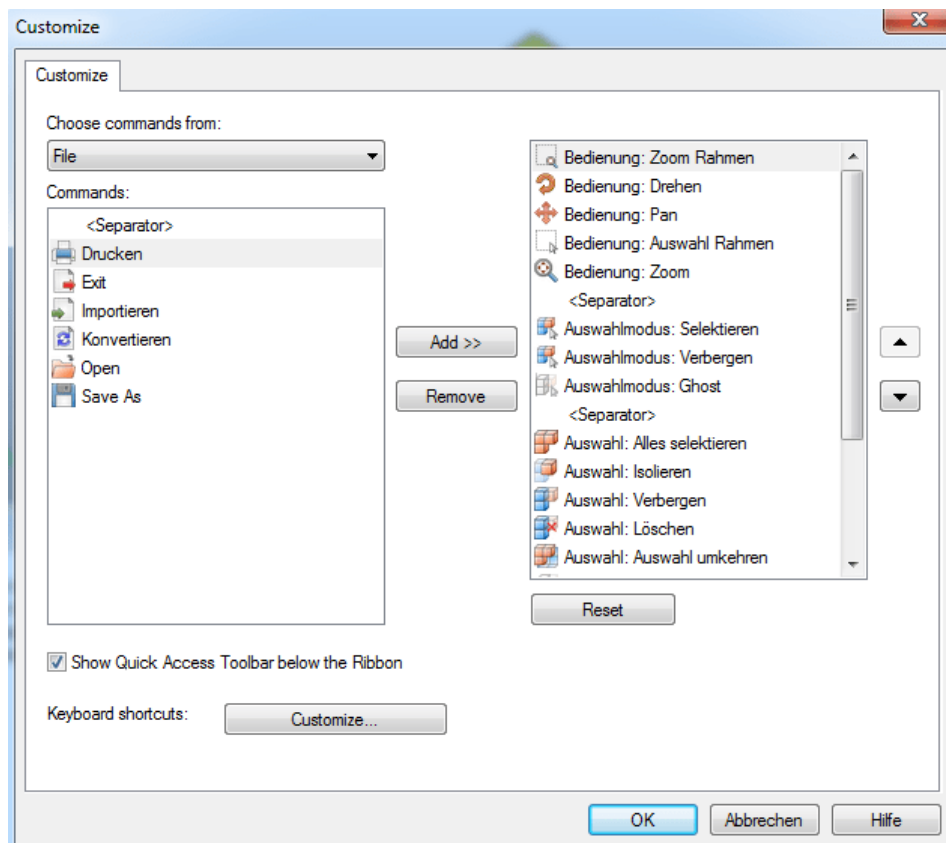 Customize
Customize
Choose commands from:
File
Commands:
<Separator>
Drucken
Exit
Importieren
Konvertieren
Open
Save As
Add >>
Remove
Bedienung: Zoom Rahmen
Bedienung: Drehen
Bedienung: Pan
Bedienung: Auswahl Rahmen
Bedienung: Zoom
<Separator>
Auswahlmodus: Selektieren
Auswahlmodus: Verbergen
Auswahlmodus: Ghost
<Separator>
Auswahl: Alles selektieren
Auswahl: Isolieren
Auswahl: Verbergen
Auswahl: Löschen
Auswahl: Auswahl umkehren
Reset
Show Quick Access Toolbar below the Ribbon
Keyboard shortcuts:
Customize...
OK
Abbrechen
Hilfe